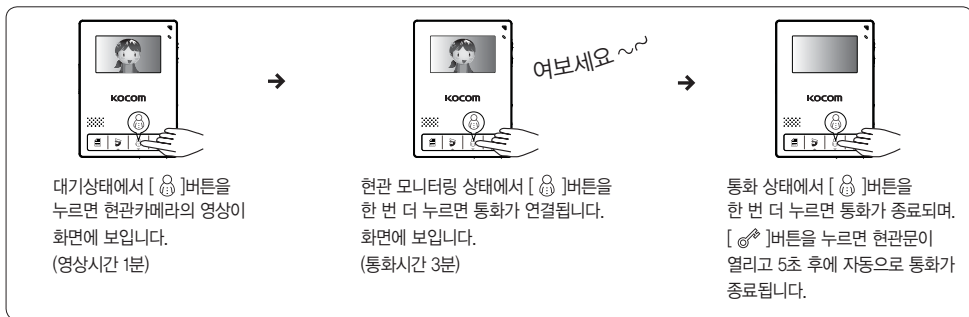 KOCOM
여보세요 ~~
KOCOM
KOCOM
대기상태에서 [ ]버튼을
누르면 현관카메라의 영상이
화면에 보입니다.
(영상시간 1분)
현관 모니터링 상태에서 [ ]버튼을
한 번 더 누르면 통화가 연결됩니다.
화면에 보입니다.
(통화시간 3분)
통화 상태에서 [ ]버튼을
한 번 더 누르면 통화가 종료되며.
[ ]버튼을 누르면 현관문이
열리고 5초 후에 자동으로 통화가
종료됩니다.